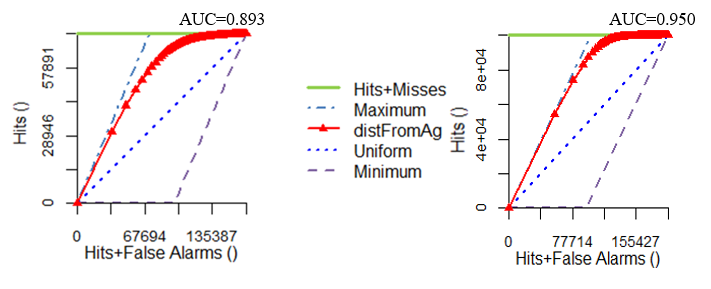 AUC=0.893
Hits ()
0
28946
57891
0
67694
135387
Hits+False Alarms ()
Hits+Misses
Maximum
distFromAg
Uniform
Minimum
AUC=0.950
Hits ()
0
4e+04
8e+04
0
77714
155427
Hits+False Alarms ()